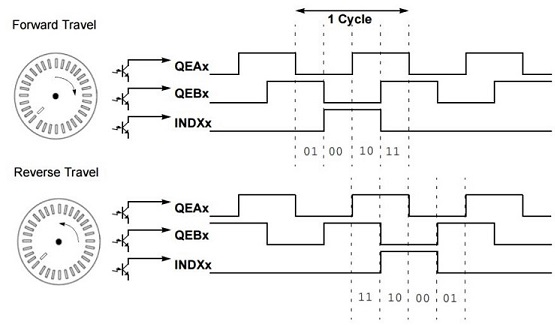 1 Cycle
Forward Travel
QEAx
QEBx
INDXx
01 00 10 11
Reverse Travel
QEAx
QEBx
INDXx
11 10 00 01